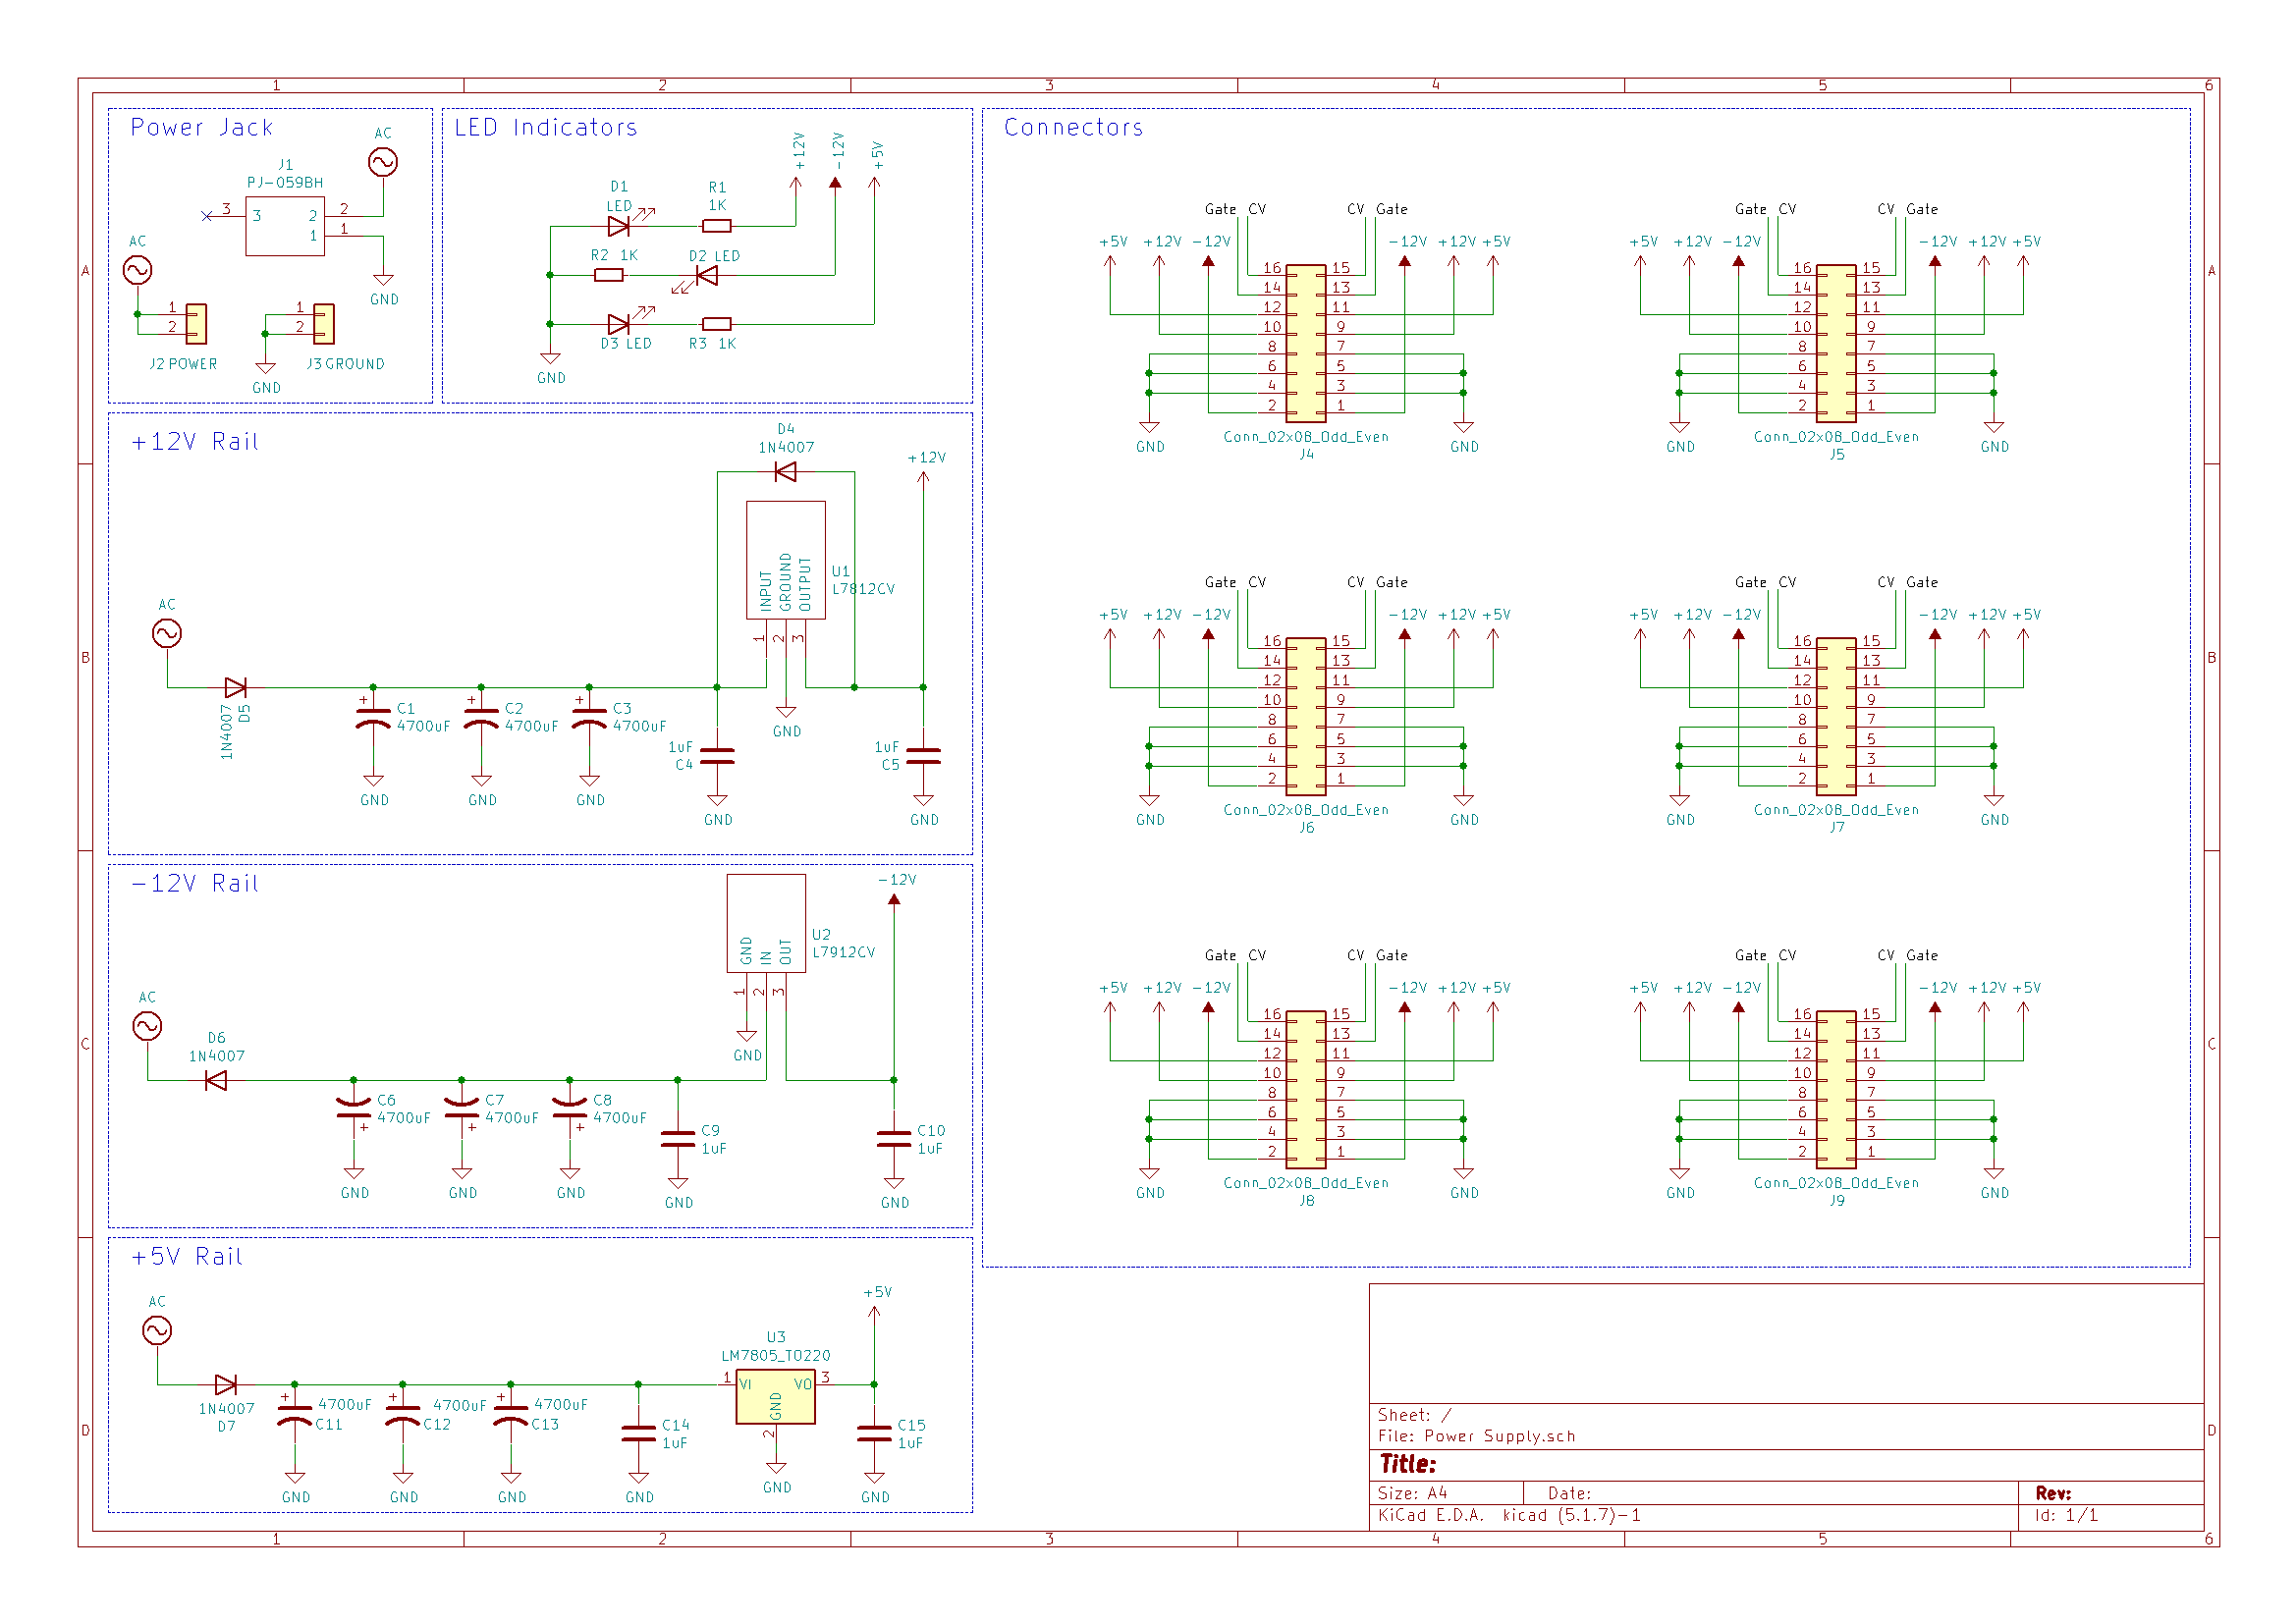 1 2 3 4 5 6
Power Jack
AC
J1
PJ-059BH
3 3 2 2
1 1
GND
AC
1
2
J2 POWER
1
2
J3 GROUND
GND
LED Indicators
+12V -12V +5V
D1
LED
R1
1K
R2 1K
D2 LED
D3 LED
R3 1K
GND
+12V Rail
D4
1N4007
+12V
INPUT GROUND OUTPUT
1 2 3
U1
L7812CV
AC
1N4007
D5
+ C1
4700uF
+ C2
4700uF
+ C3
4700uF
GND
1uF
C4
1uF
C5
GND GND GND GND GND
-12V Rail
-12V
GND IN OUT
1 2 3
U2
L7912CV
GND
AC
D6
1N4007
C6
4700uF
+
C7
4700uF
+
C8
4700uF
+
C9
1uF
C10
1uF
GND GND GND GND GND
+5V Rail
+5V
AC
U3
LM7805_TO220
1 VI VO 3
GND
2
1N4007
D7
+ 4700uF
C11
+ 4700uF
C12
+ 4700uF
C13
C14
1uF
C15
1uF
GND GND GND GND GND GND
Connectors
Gate CV CV Gate
+5V +12V -12V -12V +12V +5V
16 15
14 13
12 11
10 9
8 7
6 5
4 3
2 1
GND GND
Conn_02x08_Odd_Even
J4
Gate CV CV Gate
+5V +12V -12V -12V +12V +5V
16 15
14 13
12 11
10 9
8 7
6 5
4 3
2 1
GND GND
Conn_02x08_Odd_Even
J5
Gate CV CV Gate
+5V +12V -12V -12V +12V +5V
16 15
14 13
12 11
10 9
8 7
6 5
4 3
2 1
GND GND
Conn_02x08_Odd_Even
J6
Gate CV CV Gate
+5V +12V -12V -12V +12V +5V
16 15
14 13
12 11
10 9
8 7
6 5
4 3
2 1
GND GND
Conn_02x08_Odd_Even
J7
Gate CV CV Gate
+5V +12V -12V -12V +12V +5V
16 15
14 13
12 11
10 9
8 7
6 5
4 3
2 1
GND GND
Conn_02x08_Odd_Even
J8
Gate CV CV Gate
+5V +12V -12V -12V +12V +5V
16 15
14 13
12 11
10 9
8 7
6 5
4 3
2 1
GND GND
Conn_02x08_Odd_Even
J9
A A
B B
C C
D D
Sheet: /
File: Power Supply.sch
Title:
Size: A4 Date: Rev:
KiCad E.D.A. kicad (5.1.7)-1 Id: 1/1
1 2 3 4 5 6